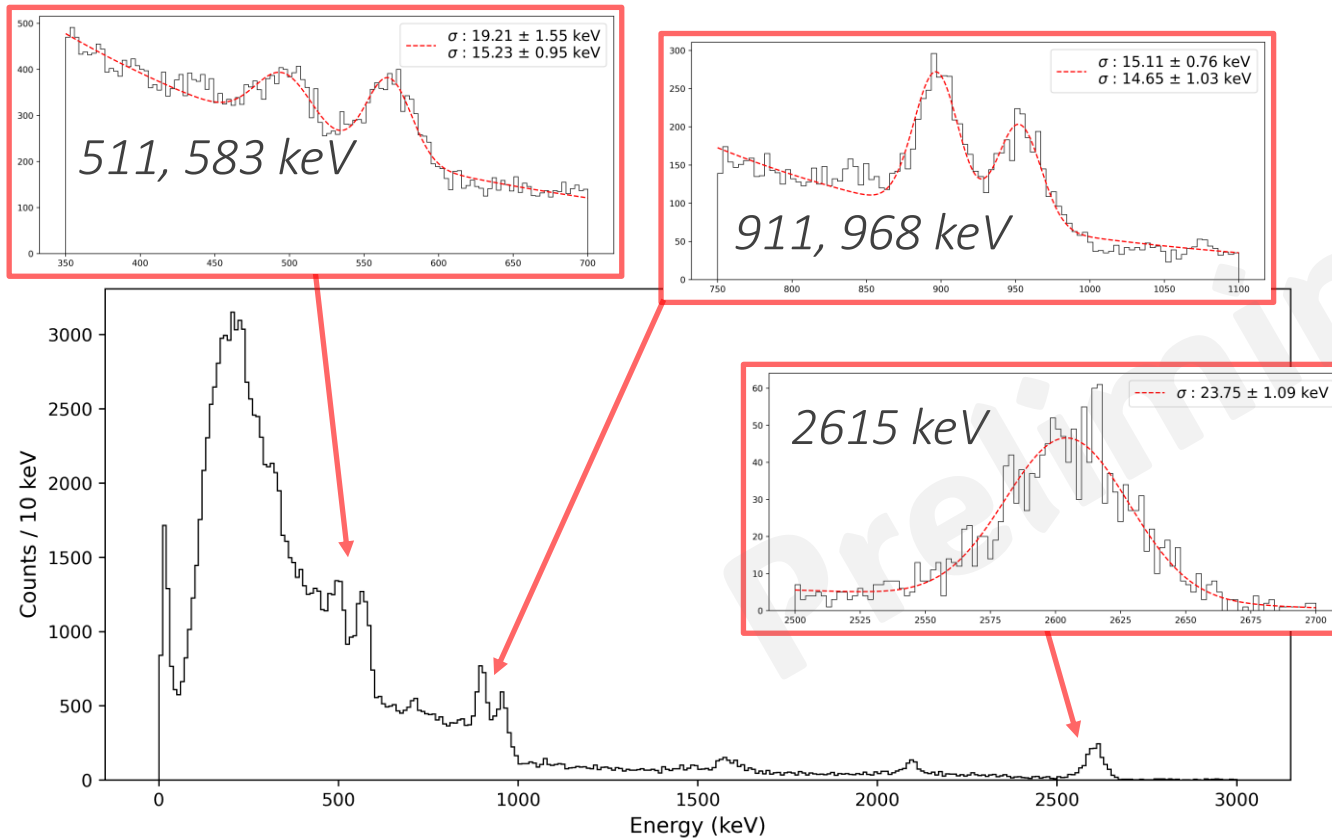 σ : 19.21 ± 1.55 keV
σ : 15.23 ± 0.95 keV
511, 583 keV
500
400
300
200
100
0
350 400 450 500 550 600 650 700
σ : 15.11 ± 0.76 keV
σ : 14.65 ± 1.03 keV
911, 968 keV
300
250
200
150
100
50
0
750 800 850 900 950 1000 1050 1100
σ : 23.75 ± 1.09 keV
2615 keV
60
50
40
30
20
10
0
2500 2525 2550 2575 2600 2625 2650 2675 2700
Prelimin
Counts / 10 keV
3000
2500
2000
1500
1000
500
0
0 500 1000 1500 2000 2500 3000
Energy (keV)